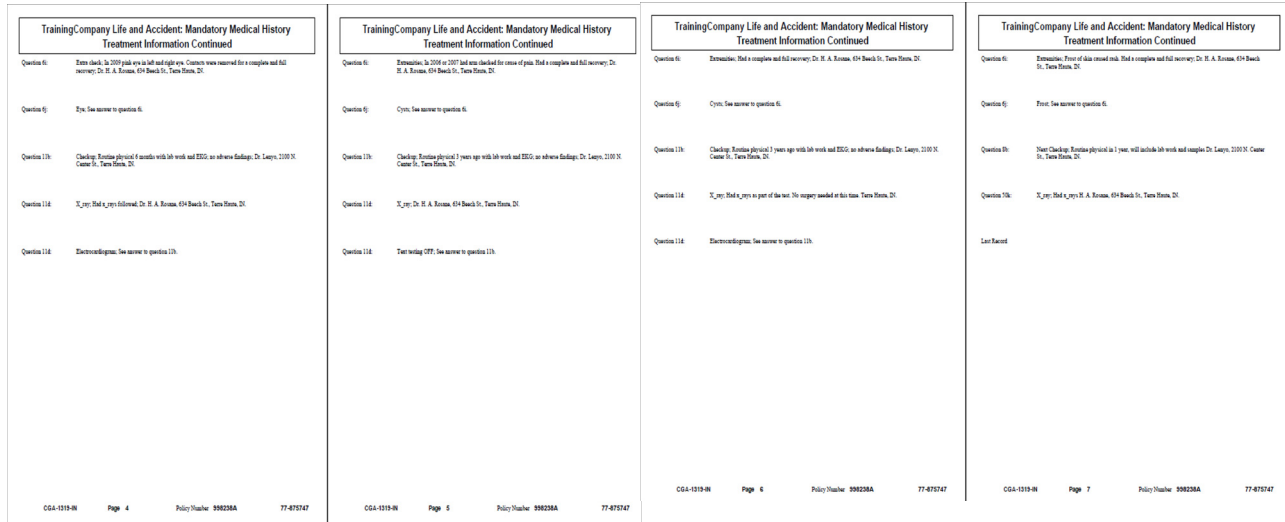 TrainingCompany Life and Accident: Mandatory Medical History
Treatment Information Continued
Question 6i: Extra check; In 2009 pink eye in left and right eye. Contacts were removed for a complete and full
recovery; Dr. H. A. Rosune, 634 Beech St., Terre Haute, IN.
Question 6j: Eye; See answer to question 6i.
Question 11b: Checkup; Routine physical 6 months with lab work and EKG; no adverse findings; Dr. Lenyo, 2100 N.
Center St., Terre Haute, IN.
Question 11d: X_ray; Had x_rays followed; Dr. H. A. Rosune, 634 Beech St., Terre Haute, IN.
Question 11d: Electrocardiogram; See answer to question 11b.
CGA-1319-IN Page 4 Policy Number 998238A 77-875747
TrainingCompany Life and Accident: Mandatory Medical History
Treatment Information Continued
Question 6i: Extremities; In 2006 or 2007 had arm checked for cause of pain. Had a complete and full recovery; Dr.
H. A. Rosune, 634 Beech St., Terre Haute, IN.
Question 6j: Cysts; See answer to question 6i.
Question 11b: Checkup; Routine physical 3 years ago with lab work and EKG; no adverse findings; Dr. Lenyo, 2100 N.
Center St., Terre Haute, IN.
Question 11d: X_ray; Dr. H. A. Rosune, 634 Beech St., Terre Haute, IN.
Question 11d: Test testing OFF; See answer to question 11b.
CGA-1319-IN Page 5 Policy Number 998238A 77-875747
TrainingCompany Life and Accident: Mandatory Medical History
Treatment Information Continued
Question 6i: Extremities; Had a complete and full recovery; Dr. H. A. Rosune, 634 Beech St., Terre Haute, IN.
Question 6j: Cysts; See answer to question 6i.
Question 11b: Checkup; Routine physical 3 years ago with lab work and EKG; no adverse findings; Dr. Lenyo, 2100 N.
Center St., Terre Haute, IN.
Question 11d: X_ray; Had x_rays as part of the test. No surgery needed at this time. Terre Haute, IN.
Question 11d: Electrocardiogram; See answer to question 11b.
CGA-1319-IN Page 6 Policy Number 998238A 77-875747
TrainingCompany Life and Accident: Mandatory Medical History
Treatment Information Continued
Question 6i: Extremities; Frost of skin caused rash. Had a complete and full recovery; Dr. H. A. Rosune, 634 Beech
St., Terre Haute, IN.
Question 6j: Frost; See answer to question 6i.
Question 8b: Next Checkup; Routine physical in 1 year, will include lab work and samples Dr. Lenyo, 2100 N. Center
St., Terre Haute, IN.
Question 50k: X_ray; Had x_rays H. A. Rosune, 634 Beech St., Terre Haute, IN.
Last Record
CGA-1319-IN Page 7 Policy Number 998238A 77-875747